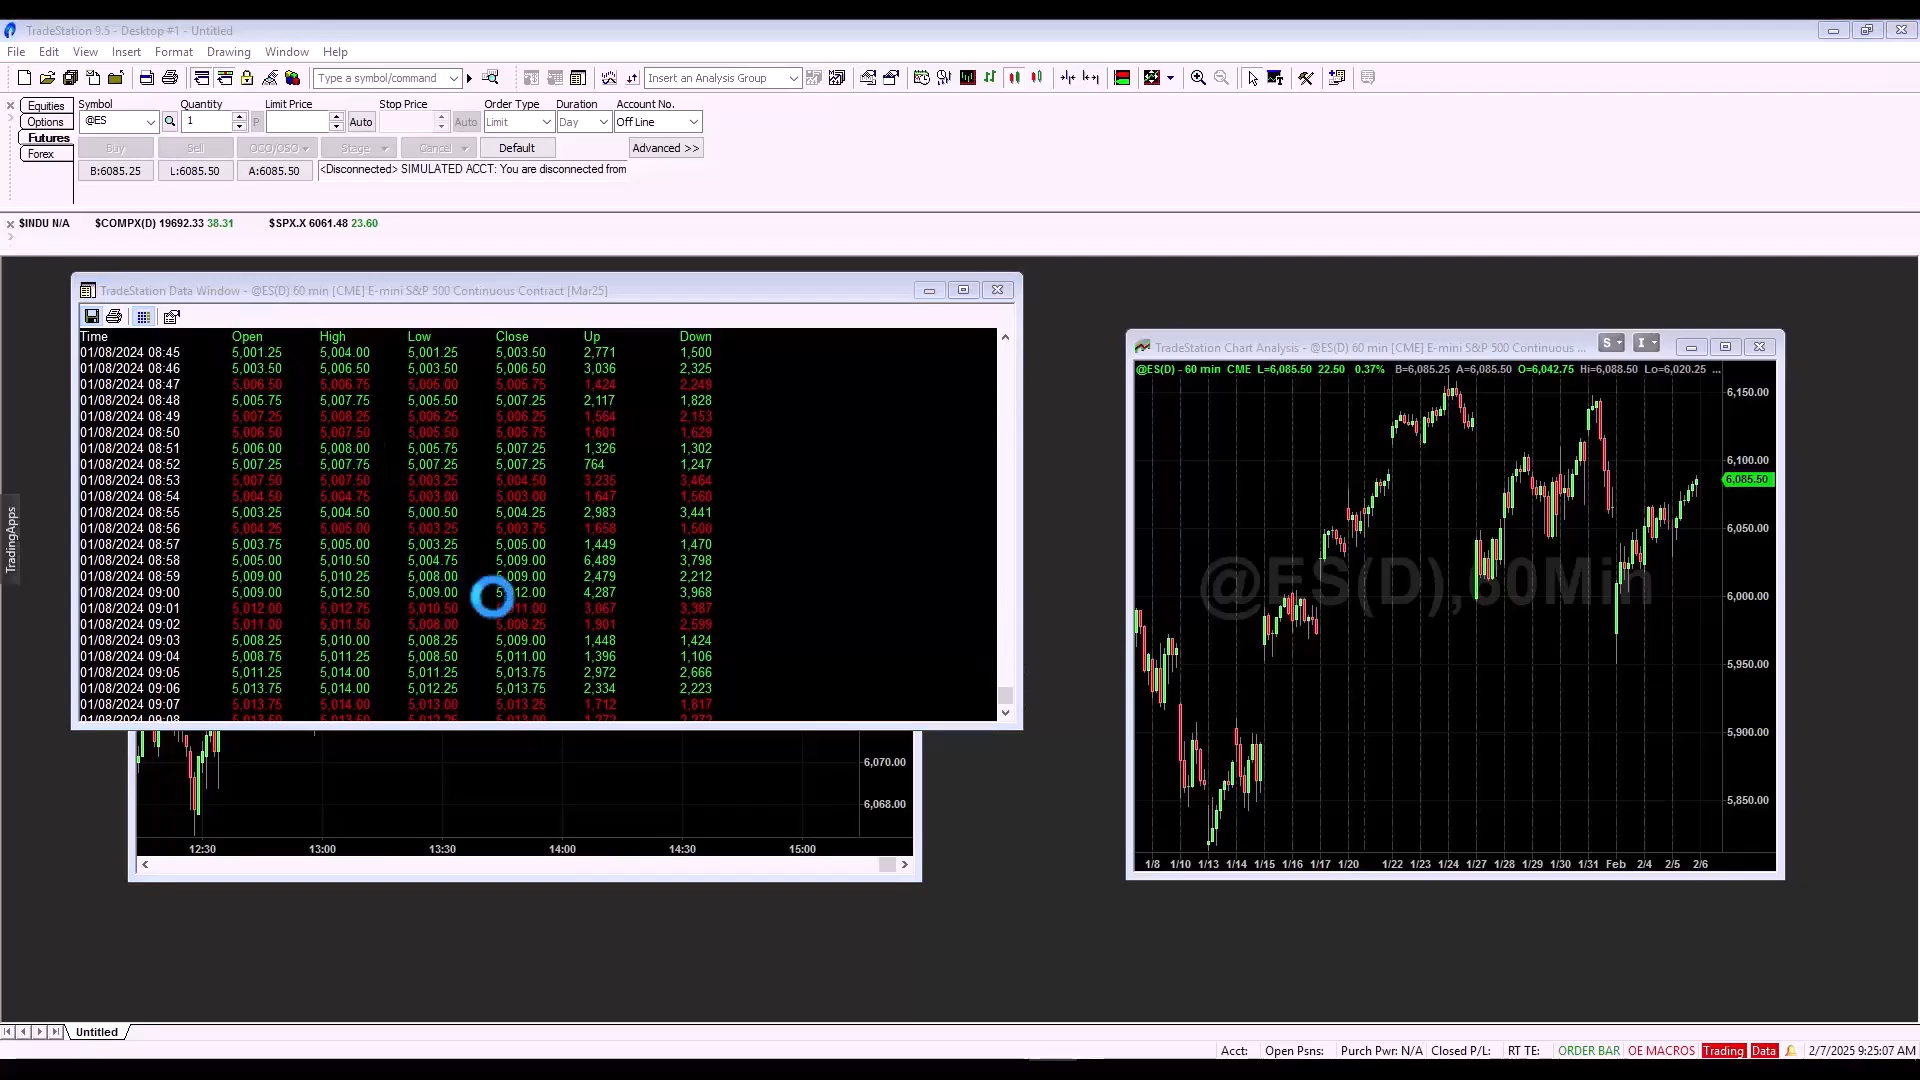 TradeStation 9.5 - Desktop #1 - Untitled
File Edit View Insert Format Drawing Window Help
Type a symbol/command Insert an Analysis Group
Equities Symbol Quantity Limit Price Stop Price Order Type Duration Account No.
Options @ES 1 P Auto Auto Limit Day Off Line
Futures Buy Sell OCO/OSO Stage Cancel Default Advanced >>
Forex
B:6085.25 L:6085.50 A:6085.50 <Disconnected> SIMULATED ACCT: You are disconnected from
$INDU N/A $COMPX(D) 19692.33 38.31 $SPX.X 6061.48 23.60
TradeStation Data Window - @ES(D) 60 min [CME] E-mini S&P 500 Continuous Contract [Mar25]
Time Open High Low Close Up Down
01/08/2024 08:45 5,001.25 5,004.00 5,001.25 5,003.50 2,771 1,500
01/08/2024 08:46 5,003.50 5,006.50 5,003.50 5,006.50 3,036 2,325
01/08/2024 08:47 5,006.50 5,006.75 5,005.00 5,005.75 1,424 2,249
01/08/2024 08:48 5,005.75 5,007.75 5,005.50 5,007.25 2,117 1,828
01/08/2024 08:49 5,007.25 5,008.25 5,006.25 5,006.25 1,564 2,153
01/08/2024 08:50 5,006.50 5,007.50 5,005.50 5,005.75 1,601 1,629
01/08/2024 08:51 5,006.00 5,008.00 5,005.75 5,007.25 1,326 1,302
01/08/2024 08:52 5,007.25 5,007.75 5,007.25 5,007.25 764 1,247
01/08/2024 08:53 5,007.50 5,007.50 5,003.25 5,004.50 3,235 3,464
01/08/2024 08:54 5,004.50 5,004.75 5,003.00 5,003.00 1,647 1,560
01/08/2024 08:55 5,003.25 5,004.50 5,000.50 5,004.25 2,983 3,441
01/08/2024 08:56 5,004.25 5,005.00 5,003.25 5,003.75 1,658 1,500
01/08/2024 08:57 5,003.75 5,005.00 5,003.25 5,005.00 1,449 1,470
01/08/2024 08:58 5,005.00 5,010.50 5,004.75 5,009.00 6,489 3,798
01/08/2024 08:59 5,009.00 5,010.25 5,008.00 5,009.00 2,479 2,212
01/08/2024 09:00 5,009.00 5,012.50 5,009.00 5,012.00 4,287 3,968
01/08/2024 09:01 5,012.00 5,012.75 5,010.50 5,011.00 3,067 3,387
01/08/2024 09:02 5,011.00 5,011.50 5,008.00 5,008.25 1,901 2,599
01/08/2024 09:03 5,008.25 5,010.00 5,008.25 5,009.00 1,448 1,424
01/08/2024 09:04 5,008.75 5,011.25 5,008.50 5,011.00 1,396 1,106
01/08/2024 09:05 5,011.25 5,014.00 5,011.25 5,013.75 2,972 2,666
01/08/2024 09:06 5,013.75 5,014.00 5,012.25 5,013.75 2,334 2,223
01/08/2024 09:07 5,013.75 5,014.00 5,013.00 5,013.25 1,712 1,817
01/08/2024 09:08
TradingApps
6,070.00
6,068.00
12:30 13:00 13:30 14:00 14:30 15:00
TradeStation Chart Analysis - @ES(D) 60 min [CME] E-mini S&P 500 Continuous ... S I
@ES(D) - 60 min CME L=6,085.50 22.50 0.37% B=6,085.25 A=6,085.50 O=6,042.75 Hi=6,088.50 Lo=6,020.25 ...
@ES(D),60Min
6,150.00
6,100.00
6,085.50
6,050.00
6,000.00
5,950.00
5,900.00
5,850.00
1/8 1/10 1/13 1/14 1/15 1/16 1/17 1/20 1/22 1/23 1/24 1/27 1/28 1/29 1/30 1/31 Feb 2/4 2/5 2/6
Untitled
Acct: Open Psns: Purch Pwr: N/A Closed P/L: RT TE: ORDER BAR OE MACROS Trading Data 2/7/2025 9:25:07 AM